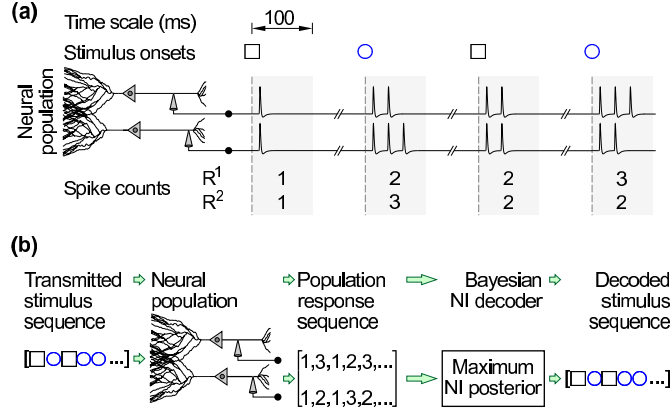 (a)
Time scale (ms)
100
Stimulus onsets
Neural
population
Spike counts
R¹ 1 2 2 3
R² 1 3 2 2
(b)
Transmitted
stimulus
sequence
Neural
population
Population
response
sequence
Bayesian
NI decoder
Decoded
stimulus
sequence
[ ...]
[1,3,1,2,3,...
1,2,1,3,2,...]
Maximum
NI posterior
[ ...]